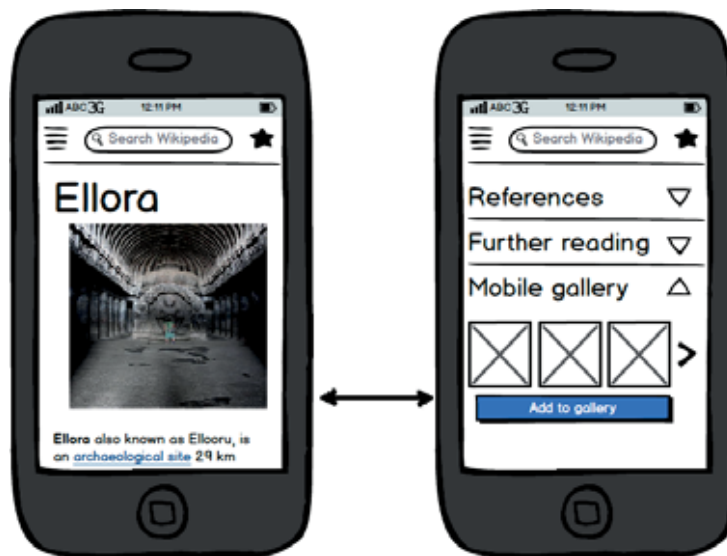 ABC 3G 12:11 PM
Search Wikipedia
Ellora
Ellora also known as Ellooru, is
an archaeological site 29 km
ABC 3G 12:11 PM
Search Wikipedia
References
Further reading
Mobile gallery
Add to gallery